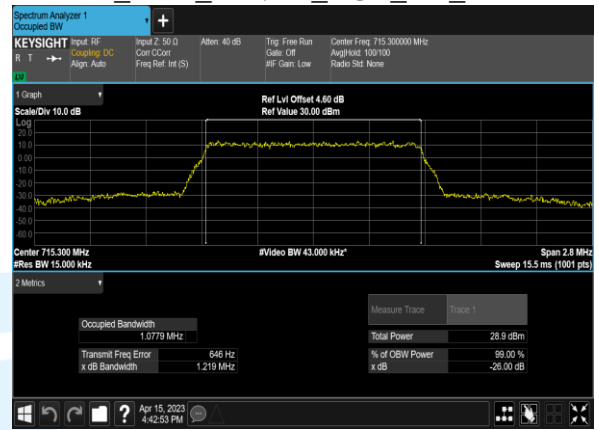 Spectrum Analyzer 1
Occupied BW
+
KEYSIGHT Input: RF Input Z: 50 Ω Atten: 40 dB Trig: Free Run Center Freq: 715.300000 MHz
R T Coupling: DC Corr CCorr Gate: Off Avg|Hold: 100/100
Align: Auto Freq Ref: Int (S) #IF Gain: Low Radio Std: None
LV
1 Graph
Scale/Div 10.0 dB
Ref Lvl Offset 4.60 dB
Ref Value 30.00 dBm
Log
20.0
10.0
0.00
-10.0
-20.0
-30.0
-40.0
-50.0
-60.0
Center 715.300 MHz #Video BW 43.000 kHz* Span 2.8 MHz
#Res BW 15.000 kHz Sweep 15.5 ms (1001 pts)
2 Metrics
Measure Trace Trace 1
Occupied Bandwidth
1.0779 MHz
Total Power 28.9 dBm
Transmit Freq Error 646 Hz
% of OBW Power 99.00 %
x dB Bandwidth 1.219 MHz
x dB -26.00 dB
?
Apr 15, 2023
4:42:53 PM